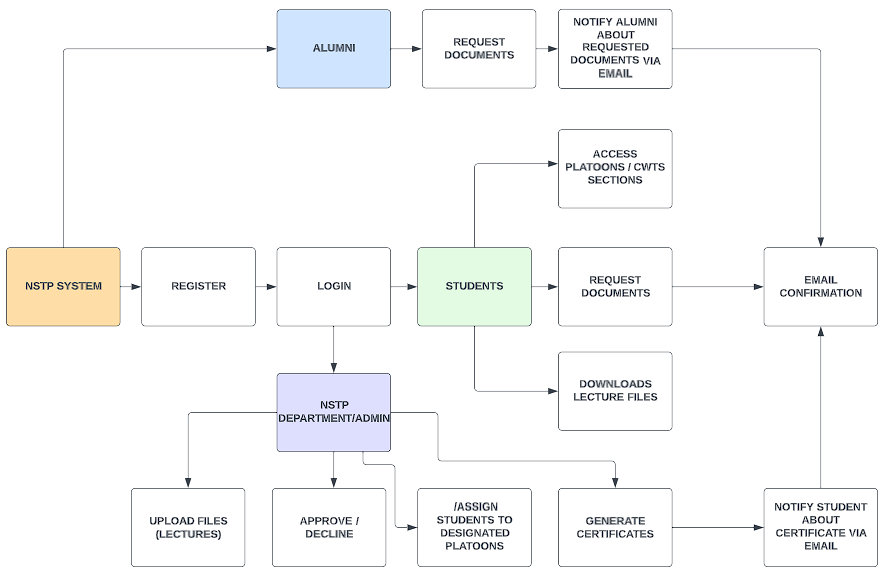 ALUMNI
REQUEST
DOCUMENTS
NOTIFY ALUMNI
ABOUT
REQUESTED
DOCUMENTS VIA
EMAIL
ACCESS
PLATOONS / CWTS
SECTIONS
NSTP SYSTEM
REGISTER
LOGIN
STUDENTS
REQUEST
DOCUMENTS
EMAIL
CONFIRMATION
DOWNLOADS
LECTURE FILES
NSTP
DEPARTMENT/ADMIN
UPLOAD FILES
(LECTURES)
APPROVE /
DECLINE
/ASSIGN
STUDENTS TO
DESIGNATED
PLATOONS
GENERATE
CERTIFICATES
NOTIFY STUDENT
ABOUT
CERTIFICATE VIA
EMAIL